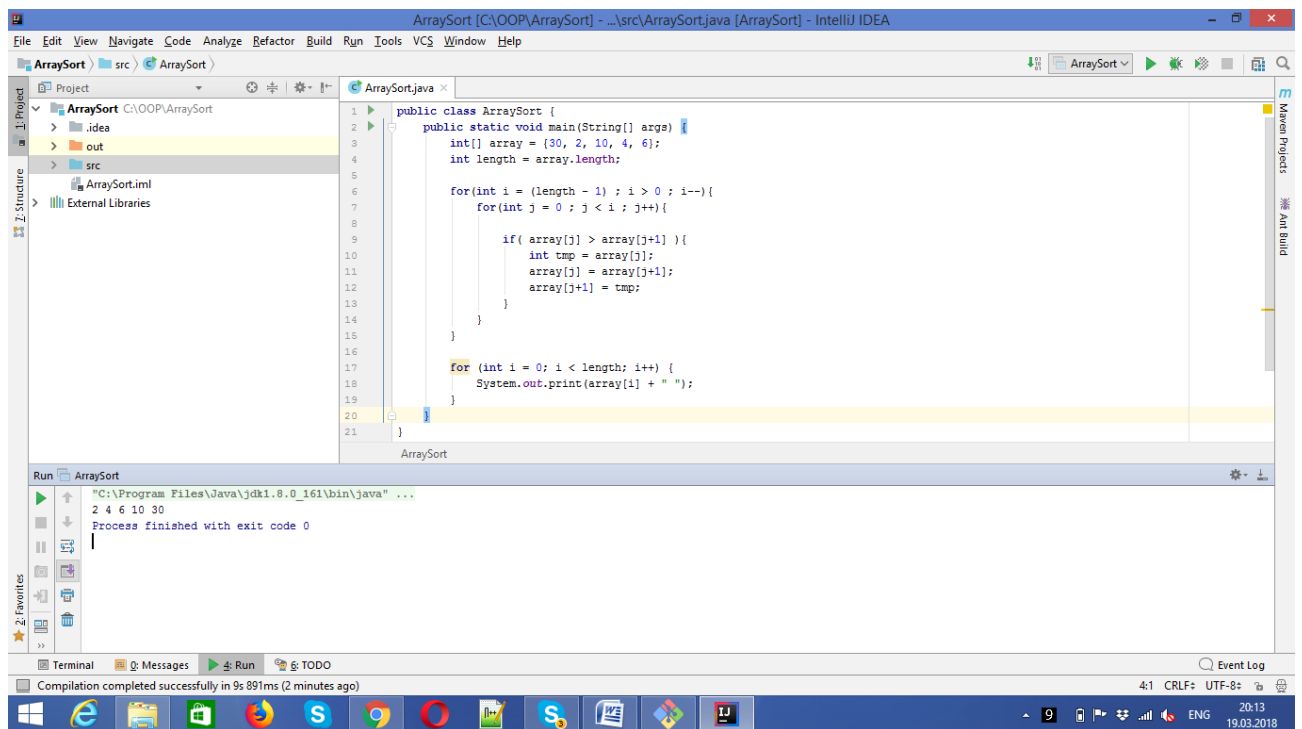 ArraySort [C:\OOP\ArraySort] - ...\src\ArraySort.java [ArraySort] - IntelliJ IDEA
File Edit View Navigate Code Analyze Refactor Build Run Tools VCS Window Help
ArraySort src ArraySort
ArraySort
Project
ArraySort.java
ArraySort C:\OOP\ArraySort
.idea
out
src
ArraySort.iml
External Libraries
1: Project
7: Structure
2: Favorites
1 public class ArraySort {
2 public static void main(String[] args) {
3 int[] array = {30, 2, 10, 4, 6};
4 int length = array.length;
5
6 for(int i = (length - 1) ; i > 0 ; i--){
7 for(int j = 0 ; j < i ; j++){
8
9 if( array[j] > array[j+1] ){
10 int tmp = array[j];
11 array[j] = array[j+1];
12 array[j+1] = tmp;
13 }
14 }
15 }
16
17 for (int i = 0; i < length; i++) {
18 System.out.print(array[i] + " ");
19 }
20 }
21 }
ArraySort
m Maven Projects
Ant Build
Run ArraySort
"C:\Program Files\Java\jdk1.8.0_161\bin\java" ...
2 4 6 10 30
Process finished with exit code 0
Terminal 0: Messages 4: Run 6: TODO Event Log
Compilation completed successfully in 9s 891ms (2 minutes ago) 4:1 CRLF UTF-8
9 ENG 20:13
19.03.2018